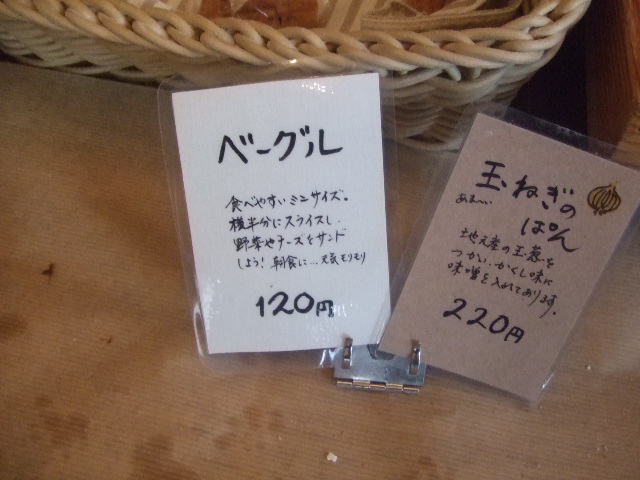 ベーグル
食べやすいミニサイズ。
横半分にスライスし
野菜やチーズをサンド
しよう! 朝食に…元気モリモリ
120円
玉ねぎの
あま〜い
ぱん
地元産の玉葱を
つかい、かくし味に
味噌を入れてあります。
220円